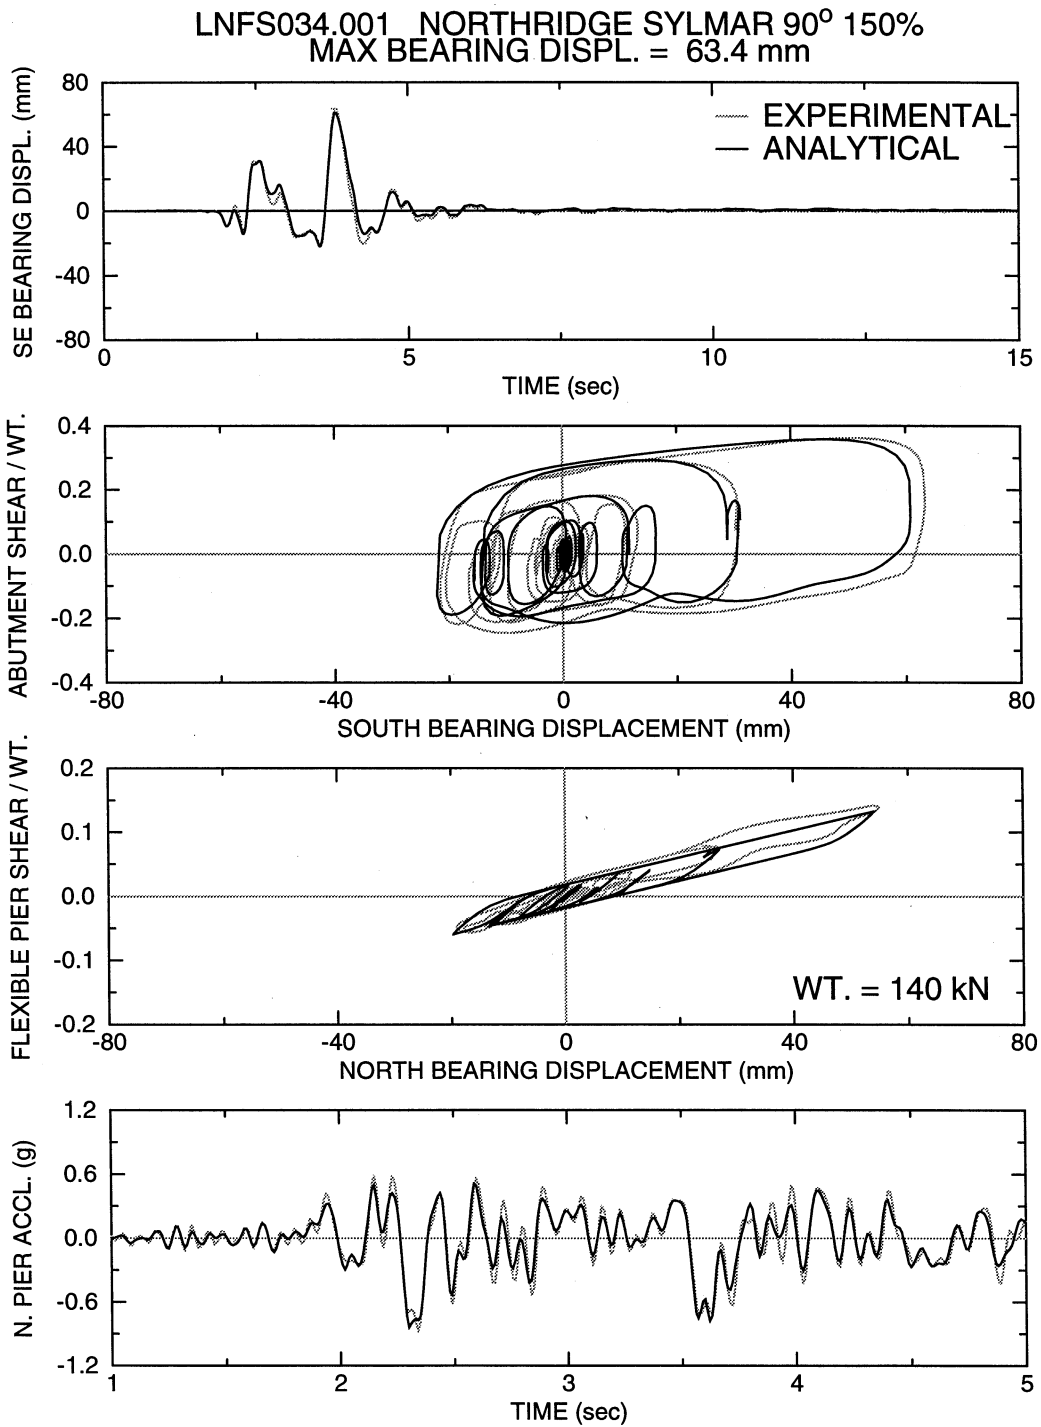 LNFS034.001 NORTHRIDGE SYLMAR 90° 150%
MAX BEARING DISPL. = 63.4 mm
SE BEARING DISPL. (mm)
80
40
0
-40
-80
EXPERIMENTAL
ANALYTICAL
0 5 10 15
TIME (sec)
ABUTMENT SHEAR / WT.
0.4
0.2
0.0
-0.2
-0.4
-80 -40 0 40 80
SOUTH BEARING DISPLACEMENT (mm)
FLEXIBLE PIER SHEAR / WT.
0.2
0.1
0.0
-0.1
-0.2
WT. = 140 kN
-80 -40 0 40 80
NORTH BEARING DISPLACEMENT (mm)
N. PIER ACCL. (g)
1.2
0.6
0.0
-0.6
-1.2
1 2 3 4 5
TIME (sec)